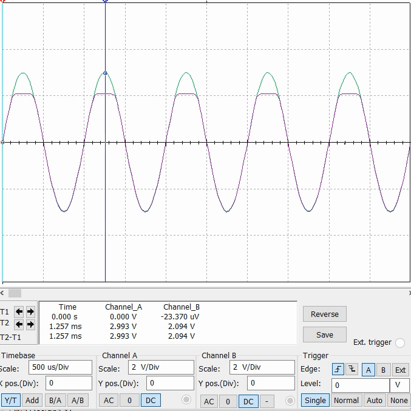 Time Channel_A Channel_B
T1 0.000 s 0.000 V -23.370 uV
T2 1.257 ms 2.993 V 2.094 V
T2-T1 1.257 ms 2.993 V 2.094 V
Reverse
Save
Ext. trigger
Timebase Channel A Channel B Trigger
Scale: 500 us/Div Scale: 2 V/Div Scale: 2 V/Div Edge: A B Ext
X pos.(Div): 0 Y pos.(Div): 0 Y pos.(Div): 0 Level: 0 V
Y/T Add B/A A/B AC 0 DC AC 0 DC - Single Normal Auto None